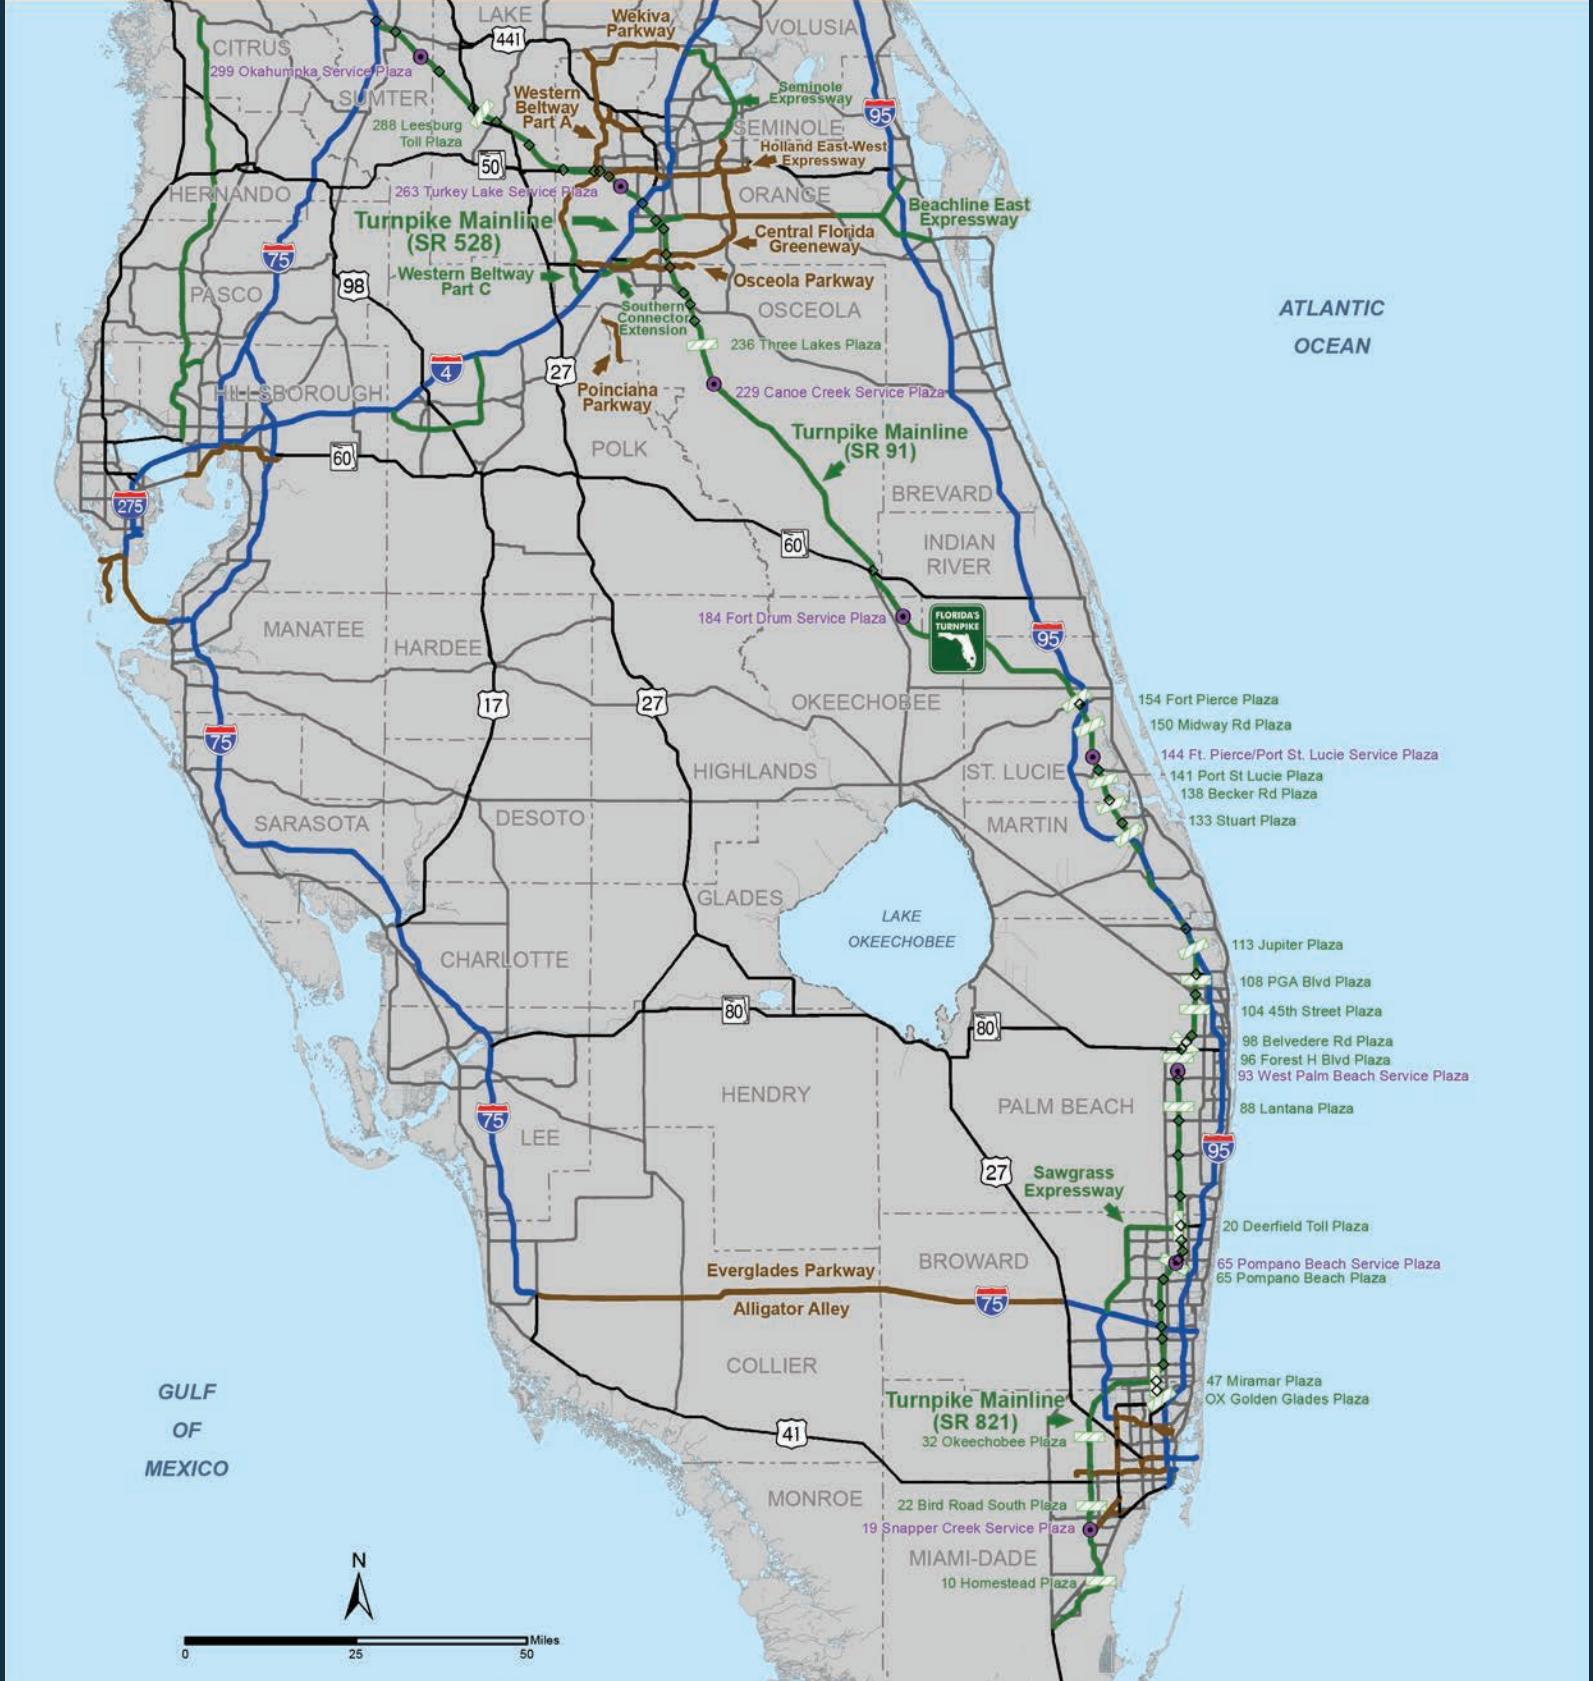 LAKE
441
Wekiva
Parkway
VOLUSIA
CITRUS
299 Okahumpka Service Plaza
SUMTER
Western
Beltway
Part A
Seminole
Expressway
95
288 Leesburg
Toll Plaza
SEMINOLE
Holland East-West
Expressway
50
HERNANDO
263 Turkey Lake Service Plaza
ORANGE
Beachline East
Expressway
Turnpike Mainline
(SR 528)
Central Florida
Greeneway
75
Western Beltway
Part C
Osceola Parkway
98
PASCO
Southern
Connector
Extension
OSCEOLA
ATLANTIC
OCEAN
236 Three Lakes Plaza
4
27
HILLSBOROUGH
Poinciana
Parkway
229 Canoe Creek Service Plaza
Turnpike Mainline
(SR 91)
POLK
60
BREVARD
275
60
INDIAN
RIVER
184 Fort Drum Service Plaza
FLORIDA'S
TURNPIKE
95
MANATEE
HARDEE
17
27
OKEECHOBEE
154 Fort Pierce Plaza
150 Midway Rd Plaza
75
144 Ft. Pierce/Port St. Lucie Service Plaza
HIGHLANDS
ST. LUCIE
141 Port St Lucie Plaza
138 Becker Rd Plaza
SARASOTA
DESOTO
MARTIN
133 Stuart Plaza
GLADES
LAKE
OKEECHOBEE
113 Jupiter Plaza
CHARLOTTE
108 PGA Blvd Plaza
80
104 45th Street Plaza
80
98 Belvedere Rd Plaza
96 Forest H Blvd Plaza
93 West Palm Beach Service Plaza
HENDRY
PALM BEACH
88 Lantana Plaza
75
LEE
95
27
Sawgrass
Expressway
20 Deerfield Toll Plaza
BROWARD
65 Pompano Beach Service Plaza
65 Pompano Beach Plaza
Everglades Parkway
75
Alligator Alley
COLLIER
47 Miramar Plaza
OX Golden Glades Plaza
GULF
OF
MEXICO
Turnpike Mainline
(SR 821)
41
32 Okeechobee Plaza
MONROE
22 Bird Road South Plaza
19 Snapper Creek Service Plaza
MIAMI-DADE
10 Homestead Plaza
N
Miles
0
25
50